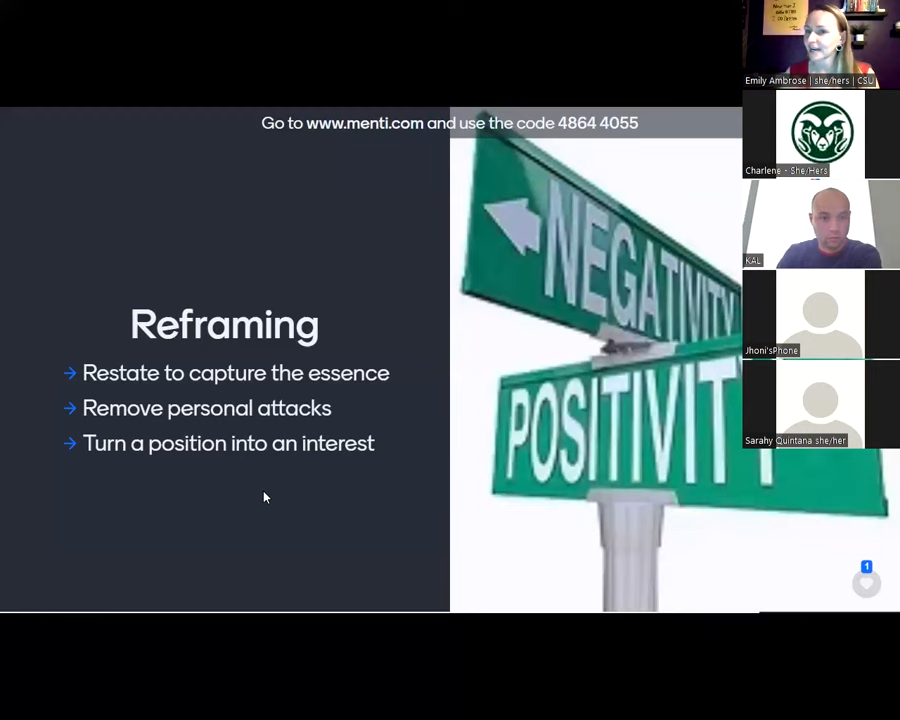 Go to www.menti.com and use the code 4864 4055
Reframing
→ Restate to capture the essence
→ Remove personal attacks
→ Turn a position into an interest
NEGATIVITY
POSITIVITY
1
Emily Ambrose | she/hers | CSU
Charlene - She/Hers
KAL
Jhoni'sPhone
Sarahy Quintana she/her